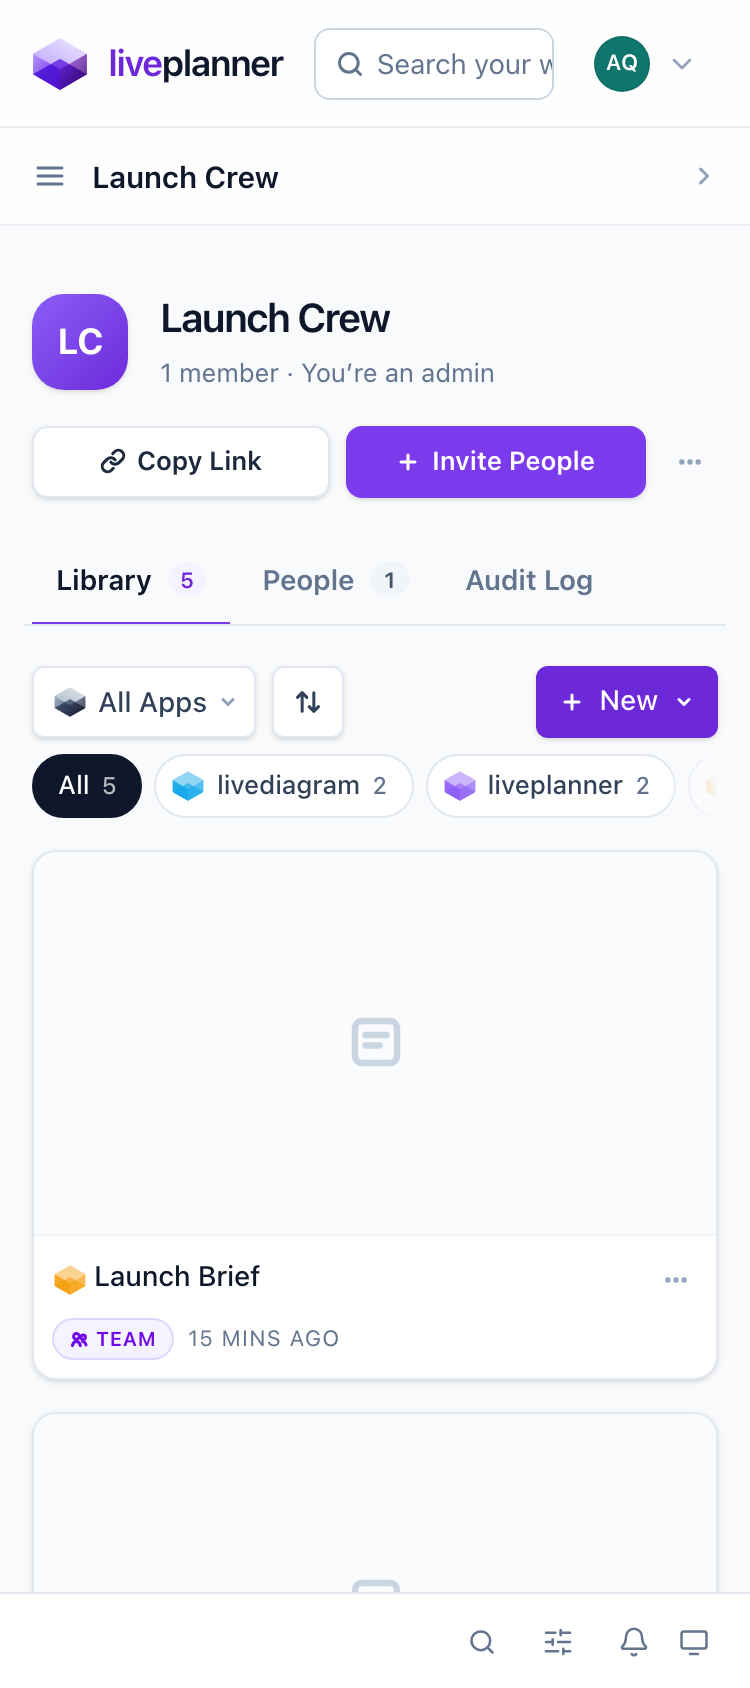 liveplanner
Search your w
AQ
Launch Crew
LC
Launch Crew
1 member · You’re an admin
Copy Link
Invite People
Library 5
People 1
Audit Log
All Apps
New
All 5
livediagram 2
liveplanner 2
Launch Brief
TEAM
15 MINS AGO